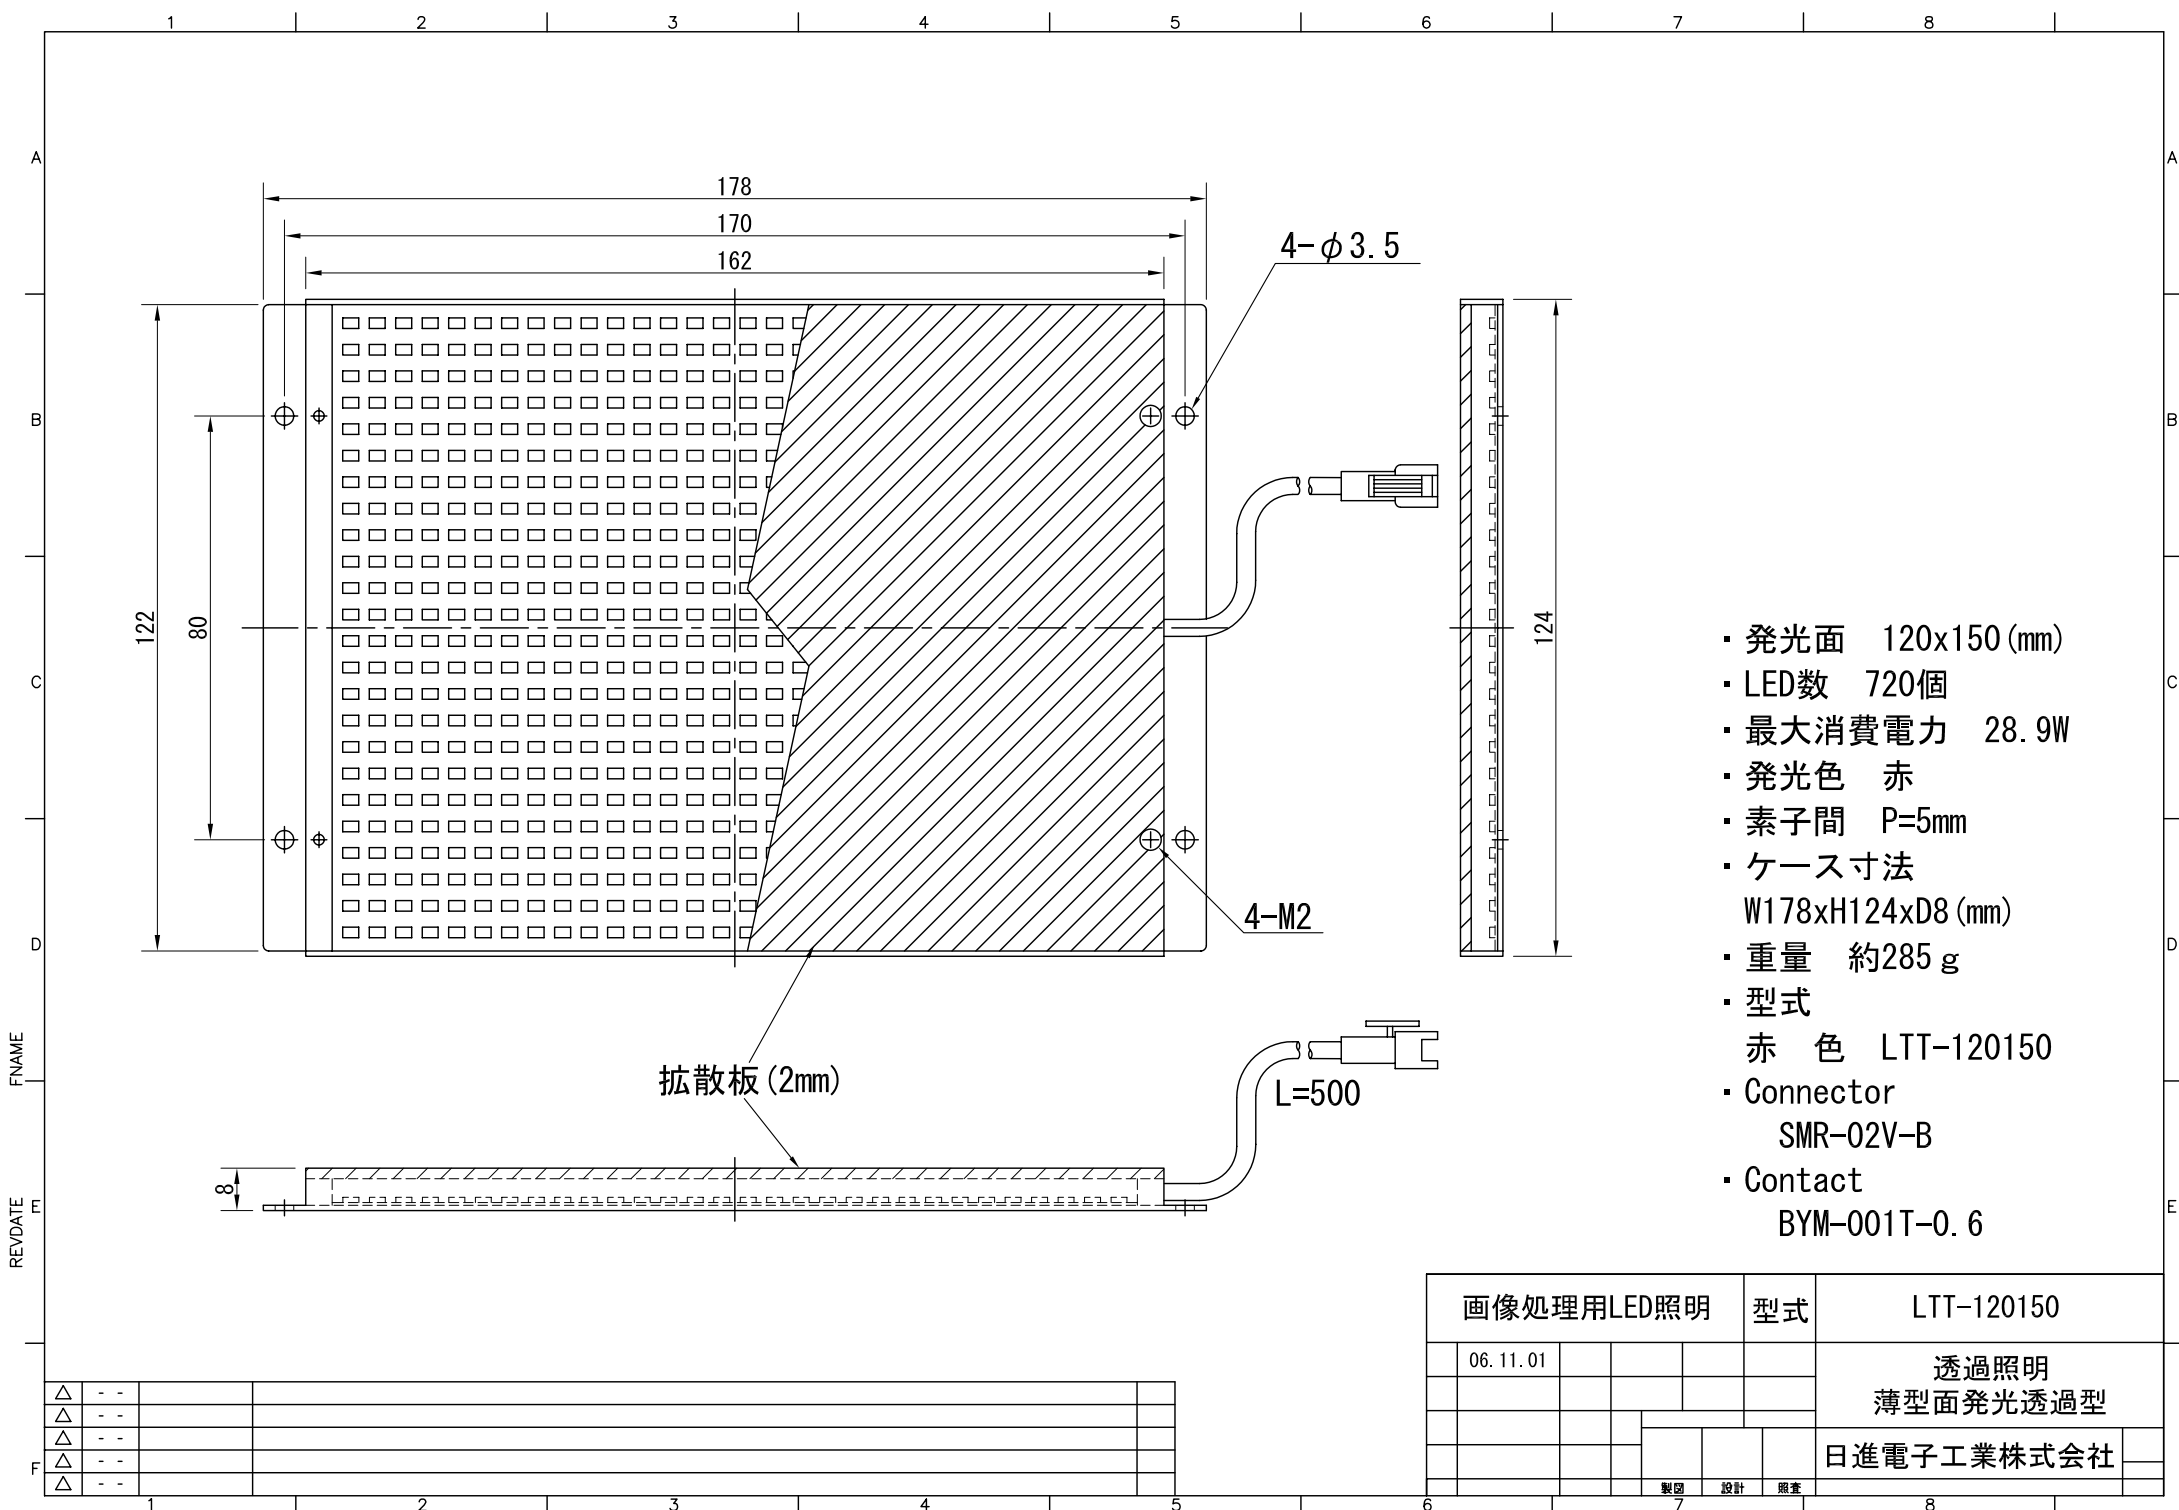 1 2 3 4 5 6 7 8
A A
178
170
162
4-φ3.5
B B
122
80
124
C C
・発光面　120x150(mm)
・LED数　720個
・最大消費電力　28.9W
・発光色　赤
・素子間　P=5mm
・ケース寸法
W178xH124xD8(mm)
・重量　約285ｇ
・型式
赤　色　LTT-120150
・Connector
SMR-02V-B
・Contact
BYM-001T-0.6
4-M2
D D
FNAME
拡散板(2mm)
L=500
8
REVDATE
E E
画像処理用LED照明 型式 LTT-120150
06.11.01
透過照明
薄型面発光透過型
日進電子工業株式会社
製図 設計 照査
△ - -
△ - -
△ - -
△ - -
△ - -
F
1 2 3 4 5 6 7 8